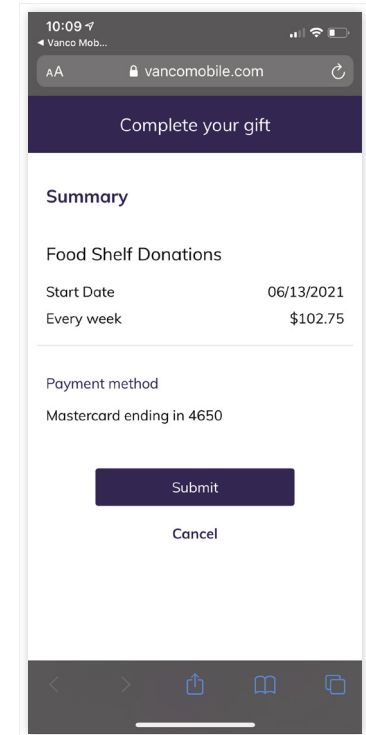 10:09
◄ Vanco Mob...
AA vancomobile.com
Complete your gift
Summary
Food Shelf Donations
Start Date 06/13/2021
Every week $102.75
Payment method
Mastercard ending in 4650
Submit
Cancel